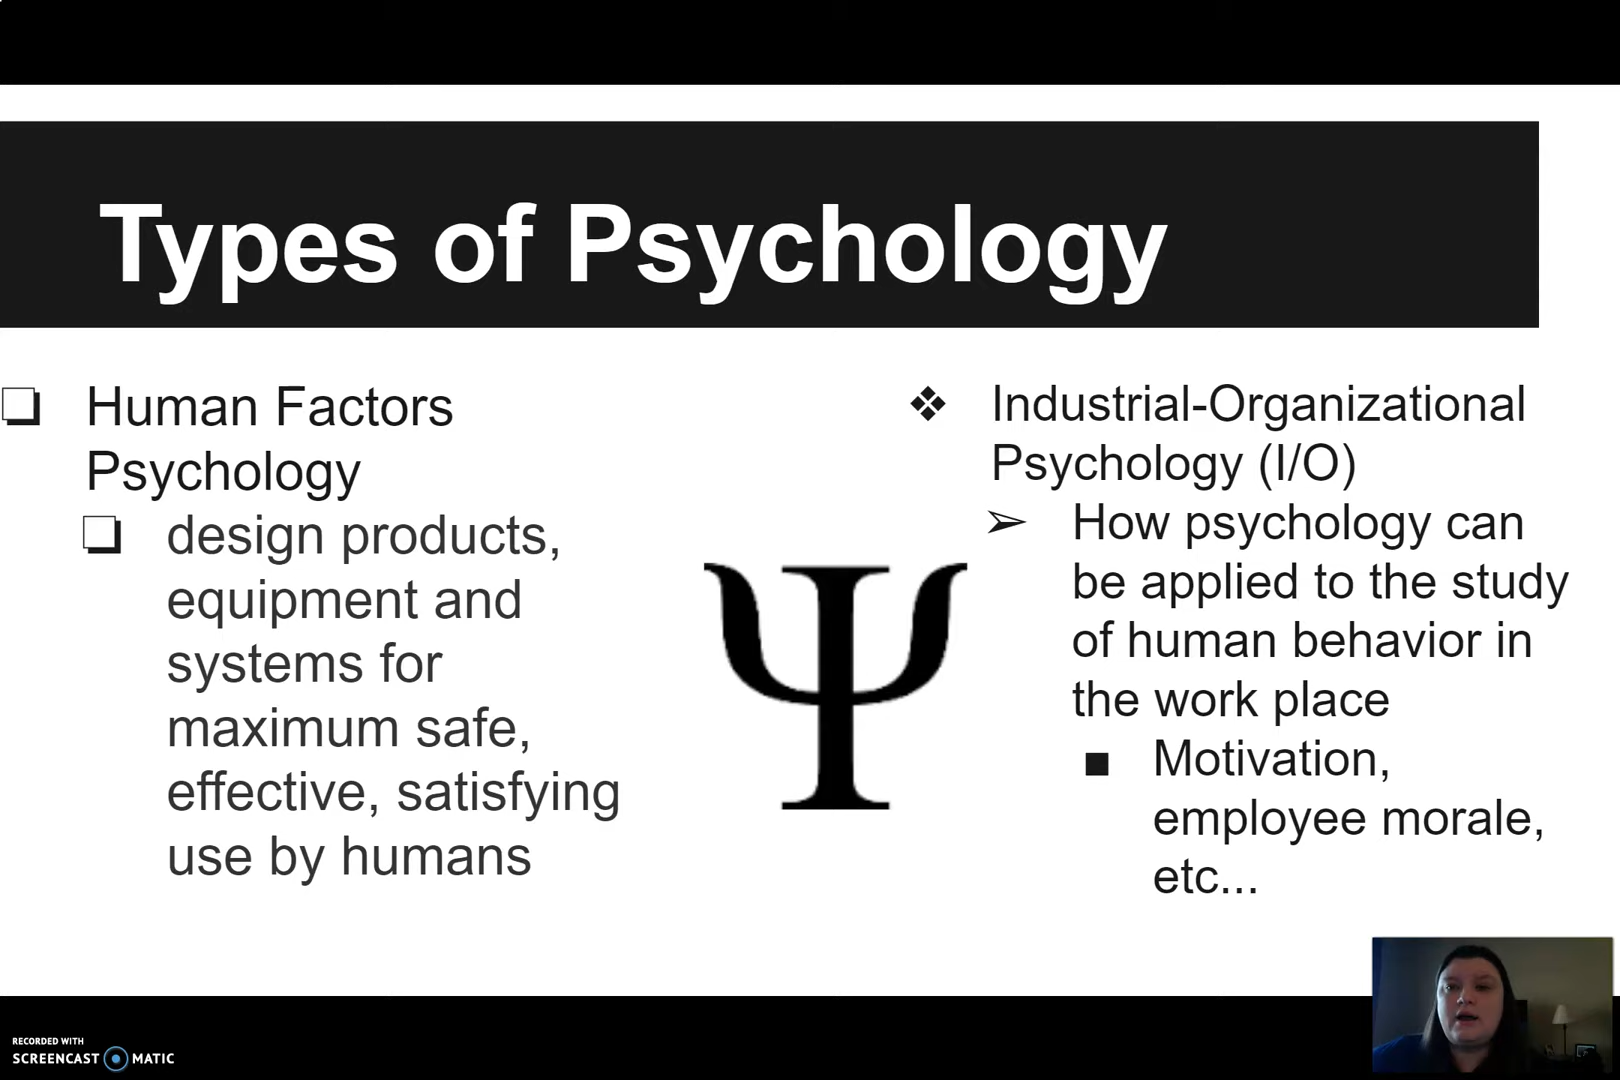 Types of Psychology
❏ Human Factors
Psychology
❏ design products,
equipment and
systems for
maximum safe,
effective, satisfying
use by humans
Ψ
❖ Industrial-Organizational
Psychology (I/O)
➢ How psychology can
be applied to the study
of human behavior in
the work place
■ Motivation,
employee morale,
etc...
RECORDED WITH
SCREENCAST MATIC